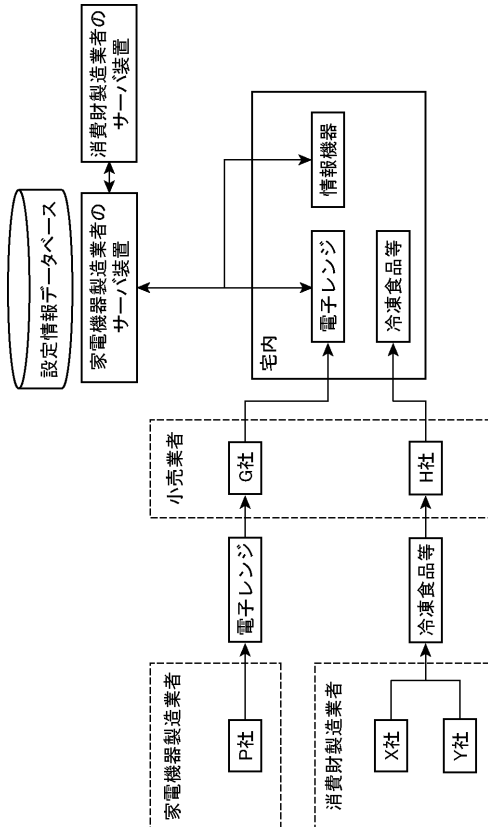 設定情報データベース
家電機器製造業者の
サーバ装置
消費財製造業者の
サーバ装置
家電機器製造業者
P社
電子レンジ
小売業者
G社
宅内
電子レンジ
情報機器
消費財製造業者
X社
Y社
冷凍食品等
H社
冷凍食品等